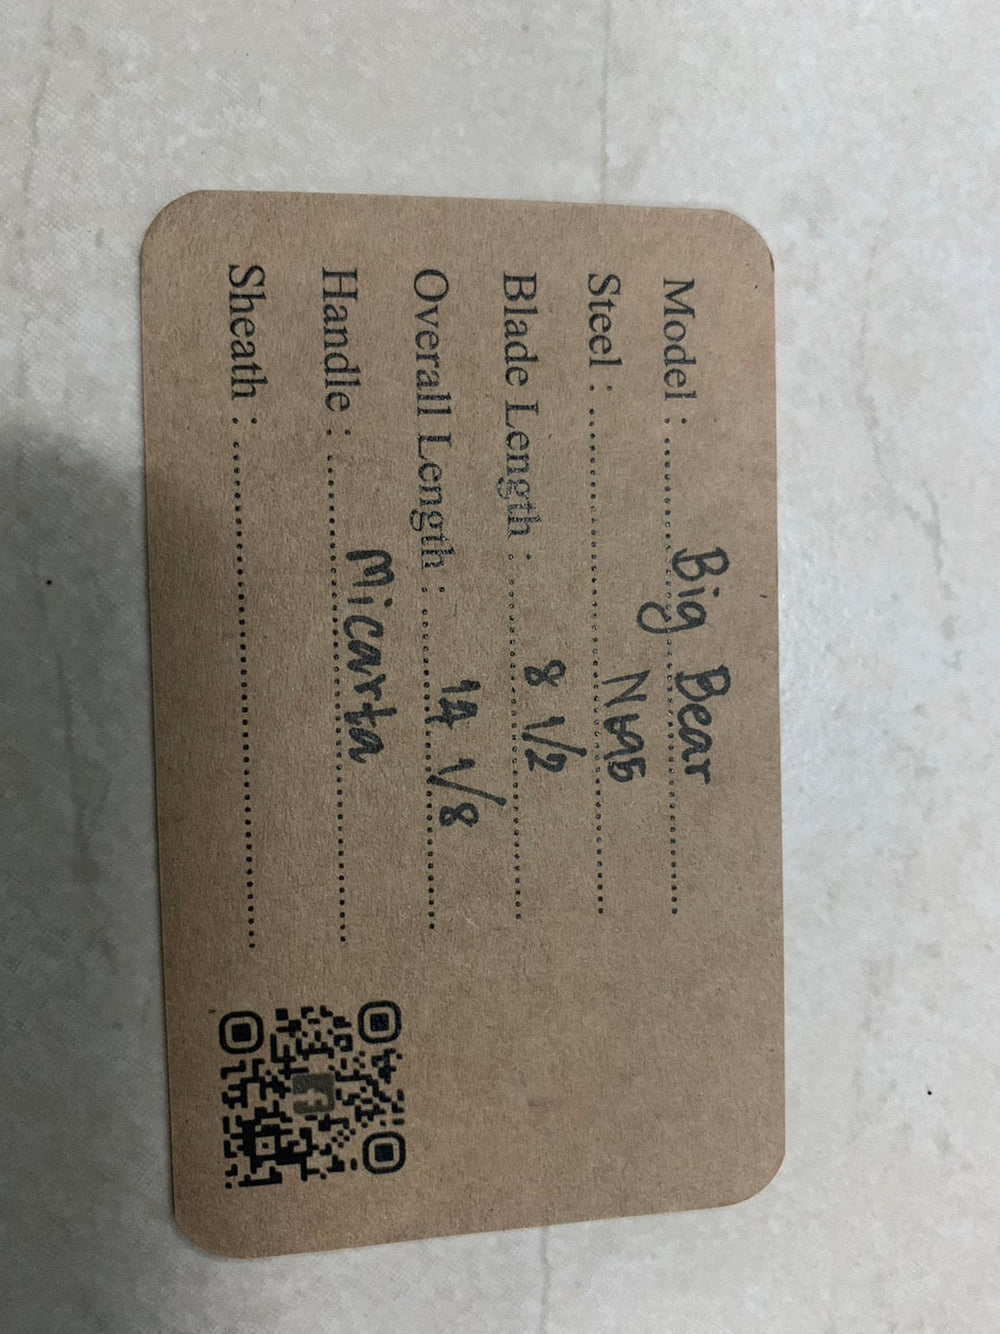 Model : Big Bear
Steel : N695
Blade Length : 8 1/2
Overall Length : 14 1/8
Handle : Micarta
Sheath :